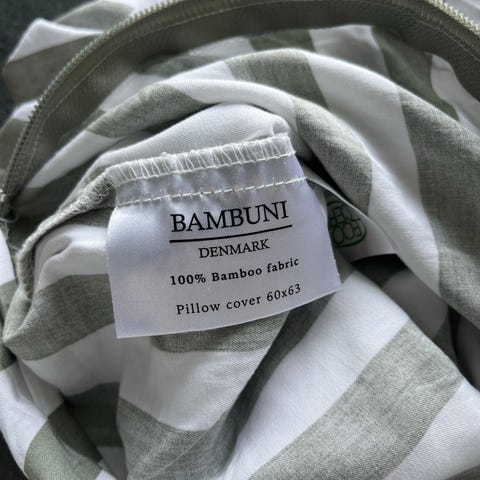 BAMBUNI
DENMARK
100% Bamboo fabric
Pillow cover 60x63